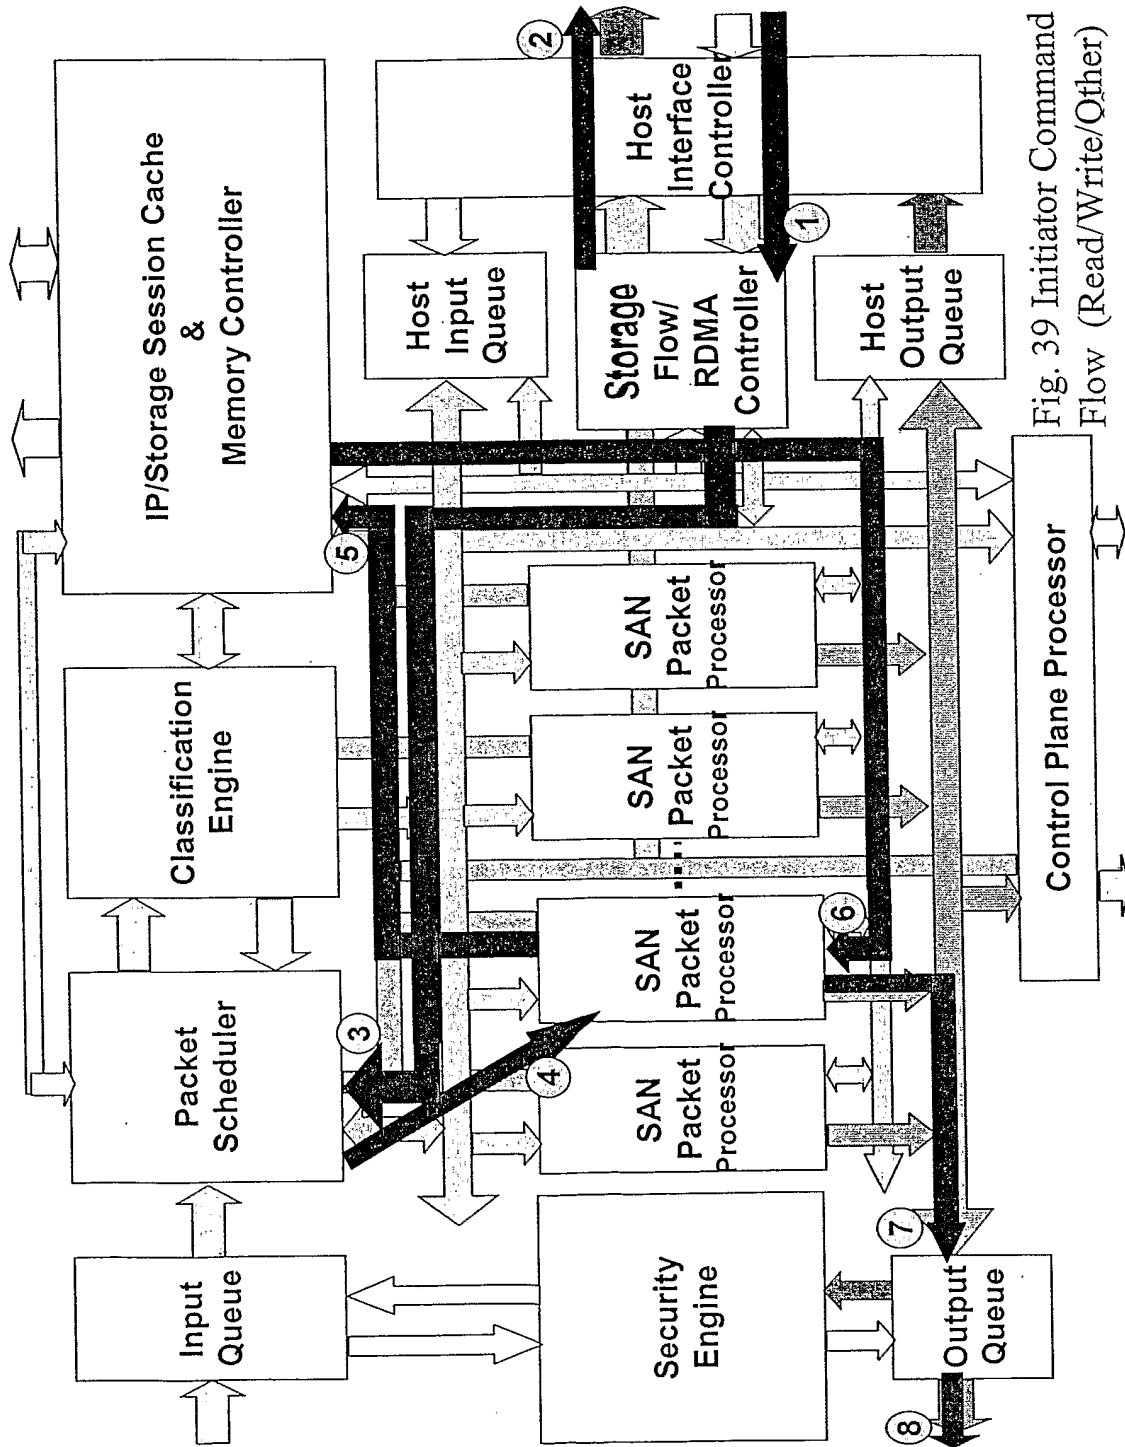 IP/Storage Session Cache
&
Memory Controller
Classification
Engine
Packet
Scheduler
Input
Queue
Host
Interface
Controller
Host
Input
Queue
Storage
Flow/
RDMA
Controller
Host
Output
Queue
SAN
Packet
Processor
SAN
Packet
Processor
SAN
Packet
Processor
SAN
Packet
Processor
Security
Engine
Output
Queue
Control Plane Processor
1
2
3
4
5
6
7
8
Fig. 39 Initiator Command
Flow (Read/Write/Other)